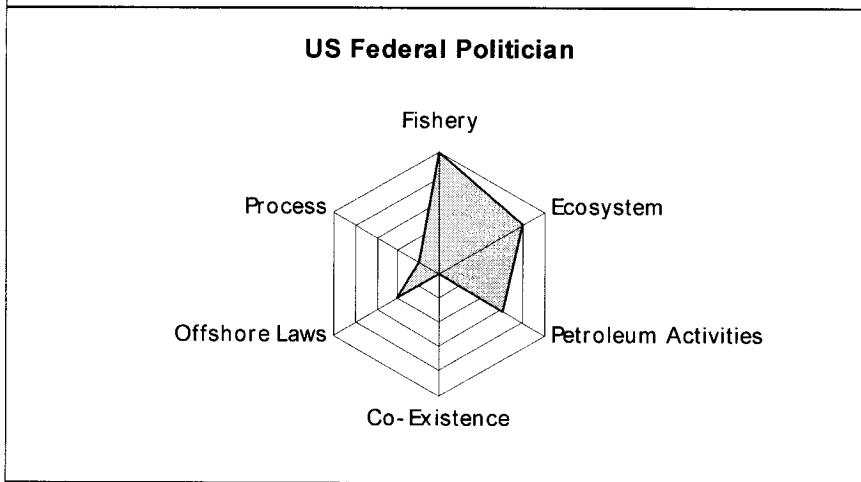 US Federal Politician
Fishery
Process
Ecosystem
Offshore Laws
Petroleum Activities
Co-Existence